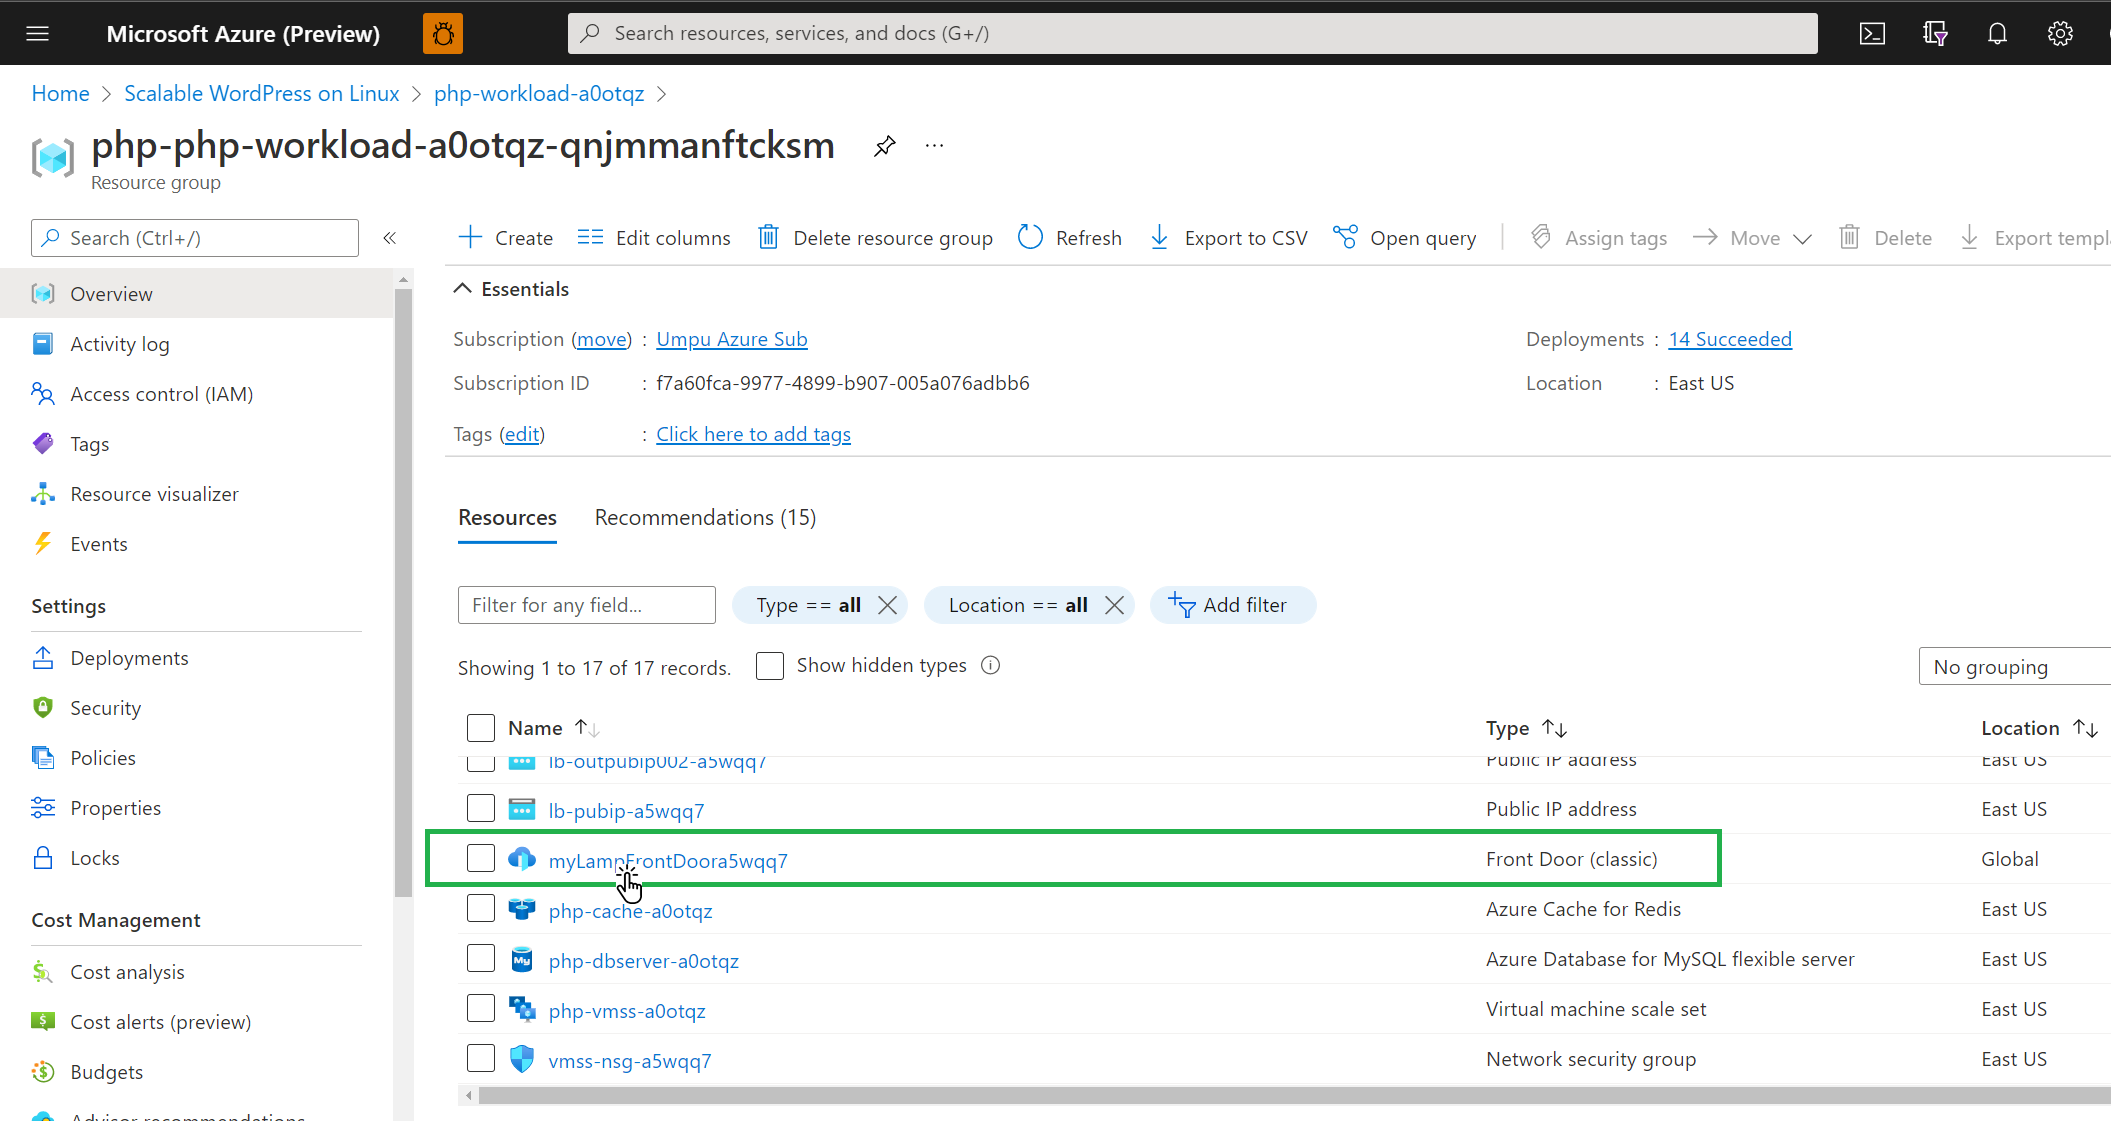 Microsoft Azure (Preview)
Search resources, services, and docs (G+/)
Home > Scalable WordPress on Linux > php-workload-a0otqz >
php-php-workload-a0otqz-qnjmmanftcksm ...
Resource group
Search (Ctrl+/) «
Create Edit columns Delete resource group Refresh Export to CSV Open query Assign tags Move Delete Export templ
Overview
Activity log
Access control (IAM)
Tags
Resource visualizer
Events
Settings
Deployments
Security
Policies
Properties
Locks
Cost Management
Cost analysis
Cost alerts (preview)
Budgets
Advisor recommendations
Essentials
Subscription (move) : Umpu Azure Sub
Deployments : 14 Succeeded
Subscription ID : f7a60fca-9977-4899-b907-005a076adbb6
Location : East US
Tags (edit) : Click here to add tags
Resources Recommendations (15)
Filter for any field... Type == all Location == all Add filter
Showing 1 to 17 of 17 records. Show hidden types No grouping
Name Type Location
lb-outpubip002-a5wqq7 Public IP address East US
lb-pubip-a5wqq7 Public IP address East US
myLampFrontDoora5wqq7 Front Door (classic) Global
php-cache-a0otqz Azure Cache for Redis East US
My php-dbserver-a0otqz Azure Database for MySQL flexible server East US
php-vmss-a0otqz Virtual machine scale set East US
vmss-nsg-a5wqq7 Network security group East US